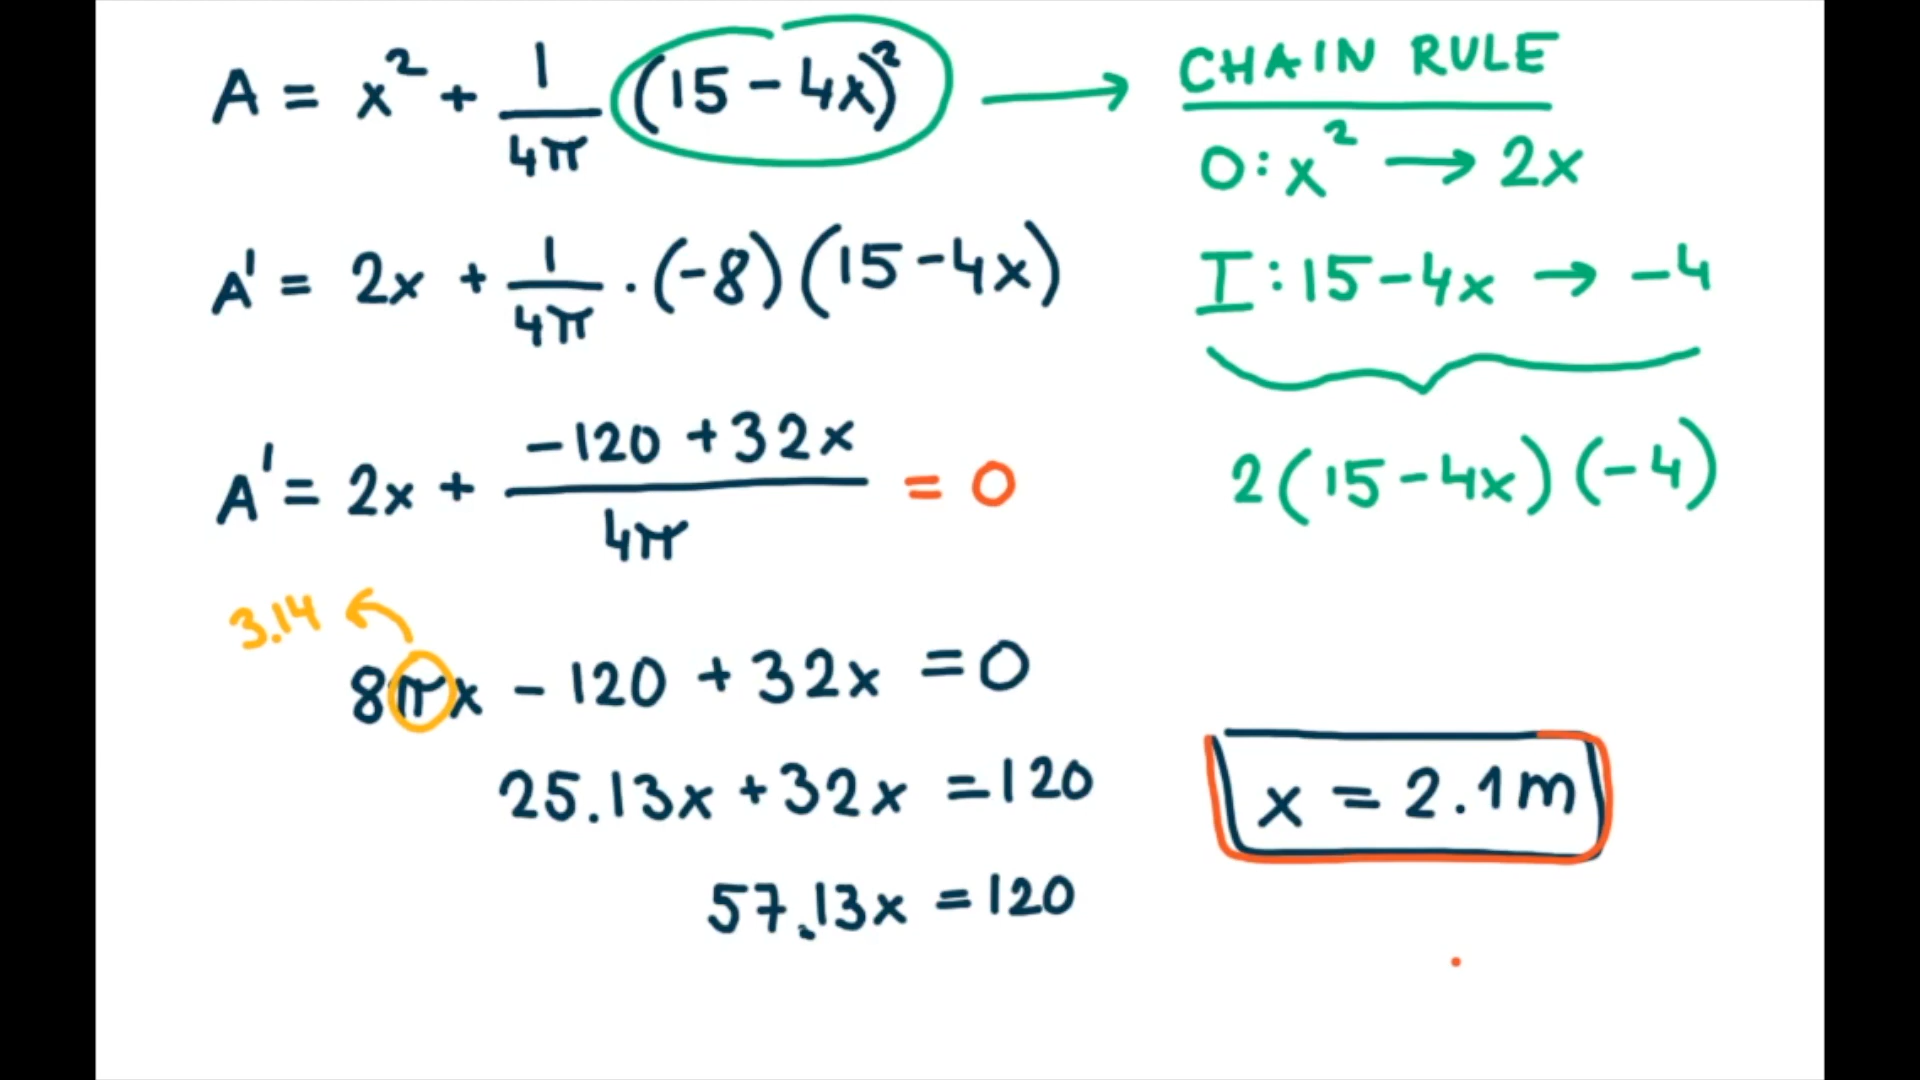 A = x² + 1/4π (15 - 4x)² →
A' = 2x + 1/4π · (-8)(15 - 4x)
A' = 2x + (-120 + 32x)/4π = 0
3.14
8πx - 120 + 32x = 0
25.13x + 32x = 120
57.13x = 120
CHAIN RULE
O: x² → 2x
I: 15 - 4x → -4
2(15 - 4x)(-4)
x = 2.1m